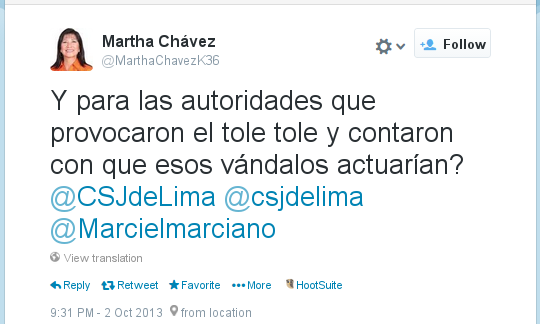 Martha Chávez
@MarthaChavezK36
Follow
Y para las autoridades que
provocaron el tole tole y contaron
con que esos vándalos actuarían?
@CSJdeLima @csjdelima
@Marcielmarciano
View translation
Reply Retweet Favorite More HootSuite
9:31 PM - 2 Oct 2013 from location